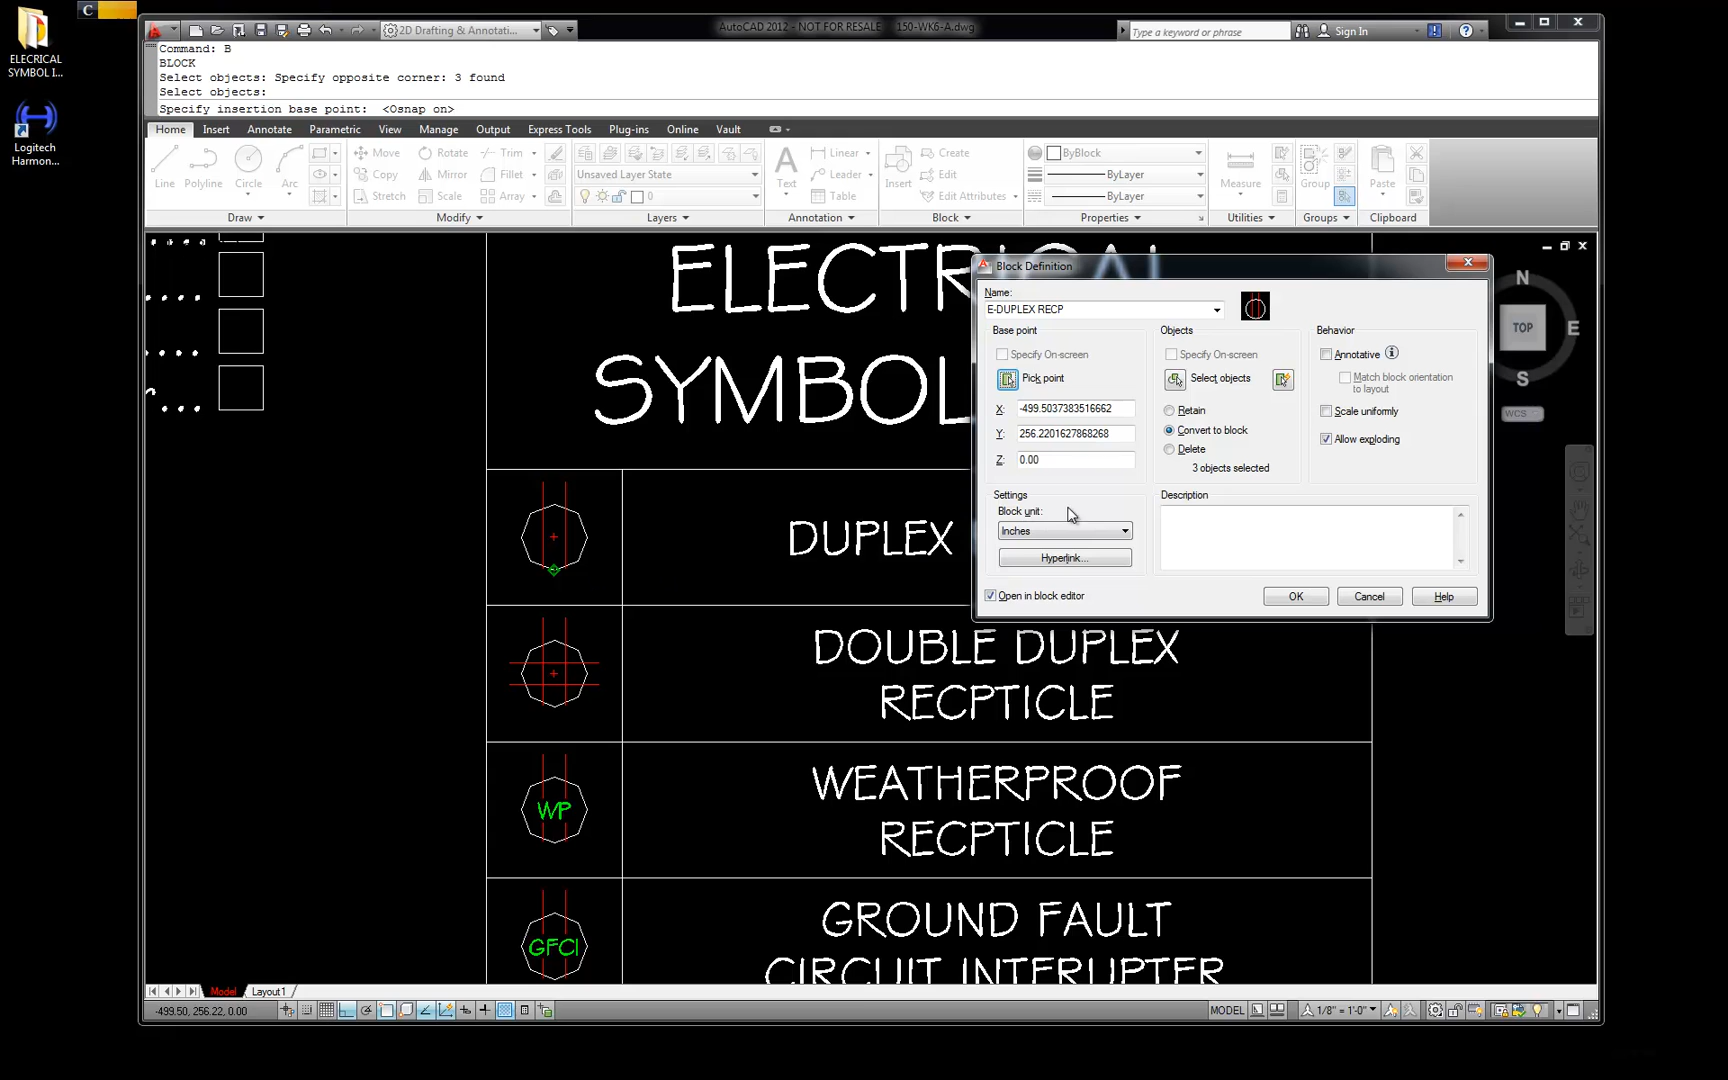 ELECRICAL
SYMBOL I...
C
Logitech
Harmon...
2D Drafting & Annotati...
AutoCAD 2012 - NOT FOR RESALE    150-WK6-A.dwg
Type a keyword or phrase
Sign In
Command: B
BLOCK
Select objects: Specify opposite corner: 3 found
Select objects:
Specify insertion base point:  <Osnap on>
Home Insert Annotate Parametric View Manage Output Express Tools Plug-ins Online Vault
Line Polyline Circle Arc
Move Rotate Trim
Copy Mirror Fillet
Stretch Scale Array
Unsaved Layer State
0
Text
Linear
Leader
Table
Insert
Create
Edit
Edit Attributes
ByBlock
ByLayer
ByLayer
Measure
Group
Paste
Draw Modify Layers Annotation Block Properties Utilities Groups Clipboard
ELECTRICAL
SYMBOL
DUPLEX
DOUBLE DUPLEX
RECPTICLE
WP
WEATHERPROOF
RECPTICLE
GFCI
GROUND FAULT
CIRCUIT INTERUPTER
N
TOP
E
S
WCS
Block Definition
Name:
E-DUPLEX RECP
Base point
Specify On-screen
Pick point
X: -499.5037383516662
Y: 256.2201627868268
Z: 0.00
Objects
Specify On-screen
Select objects
Retain
Convert to block
Delete
3 objects selected
Behavior
Annotative
Match block orientation
to layout
Scale uniformly
Allow exploding
Settings
Block unit:
Inches
Hyperlink...
Description
Open in block editor
OK
Cancel
Help
Model Layout1
-499.50, 256.22, 0.00
MODEL
1/8" = 1'-0"